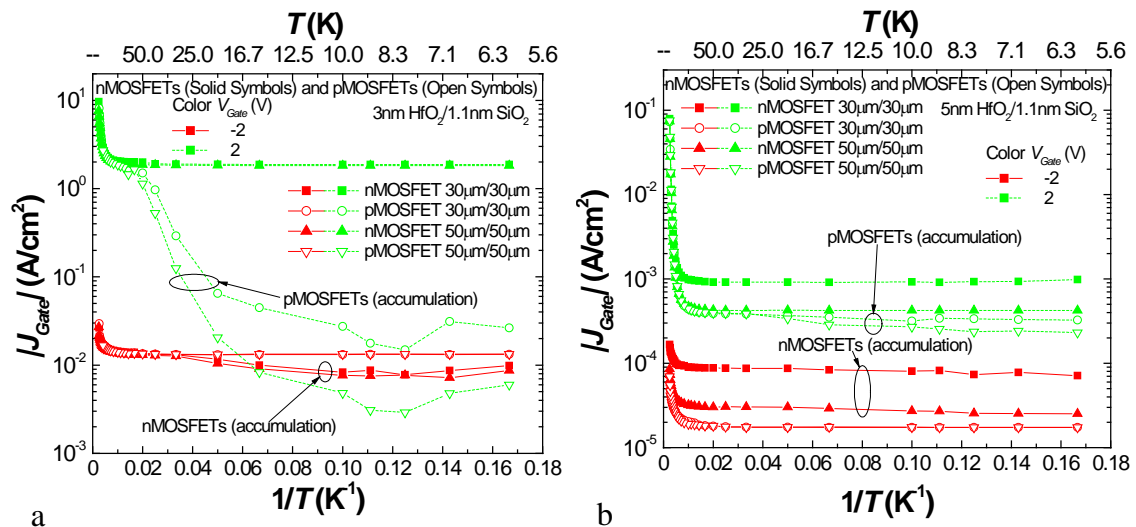 T(K)
-- 50.0 25.0 16.7 12.5 10.0 8.3 7.1 6.3 5.6
nMOSFETs (Solid Symbols) and pMOSFETs (Open Symbols)
Color V_Gate (V)
3nm HfO₂/1.1nm SiO₂
-2
2
nMOSFET 30μm/30μm
pMOSFET 30μm/30μm
nMOSFET 50μm/50μm
pMOSFET 50μm/50μm
pMOSFETs (accumulation)
nMOSFETs (accumulation)
|J_Gate| (A/cm²)
10¹
10⁰
10⁻¹
10⁻²
10⁻³
0 0.02 0.04 0.06 0.08 0.10 0.12 0.14 0.16 0.18
1/T (K⁻¹)
a
T(K)
-- 50.0 25.0 16.7 12.5 10.0 8.3 7.1 6.3 5.6
nMOSFETs (Solid Symbols) and pMOSFETs (Open Symbols)
nMOSFET 30μm/30μm
5nm HfO₂/1.1nm SiO₂
pMOSFET 30μm/30μm
nMOSFET 50μm/50μm
pMOSFET 50μm/50μm
Color V_Gate (V)
-2
2
pMOSFETs (accumulation)
nMOSFETs (accumulation)
|J_Gate| (A/cm²)
10⁻¹
10⁻²
10⁻³
10⁻⁴
10⁻⁵
0 0.02 0.04 0.06 0.08 0.10 0.12 0.14 0.16 0.18
1/T (K⁻¹)
b